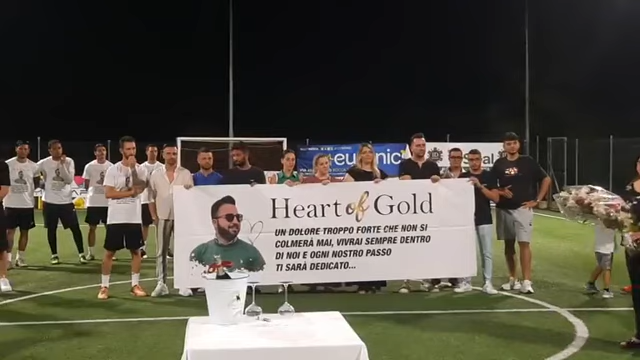 euronics
Heart of Gold
UN DOLORE TROPPO FORTE CHE NON SI
COLMERÀ MAI, VIVRAI SEMPRE DENTRO
DI NOI E OGNI NOSTRO PASSO
TI SARÀ DEDICATO...